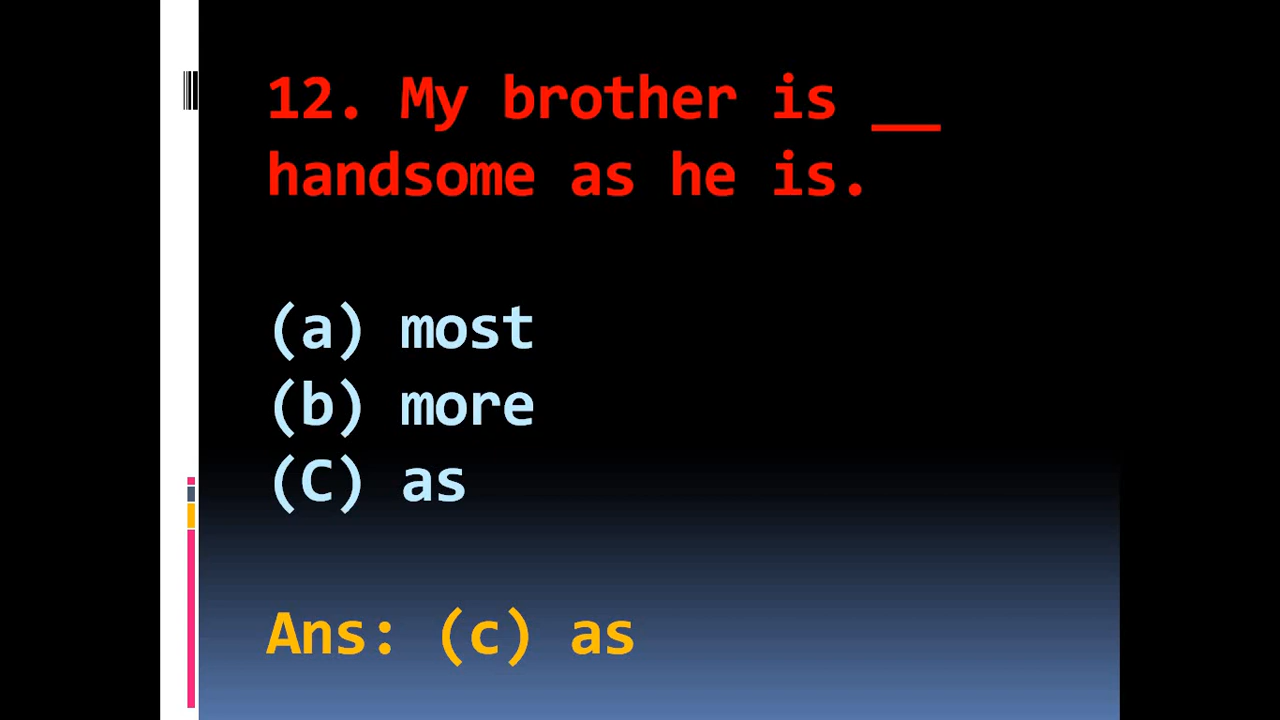 12. My brother is __
handsome as he is.
(a) most
(b) more
(C) as
Ans: (c) as